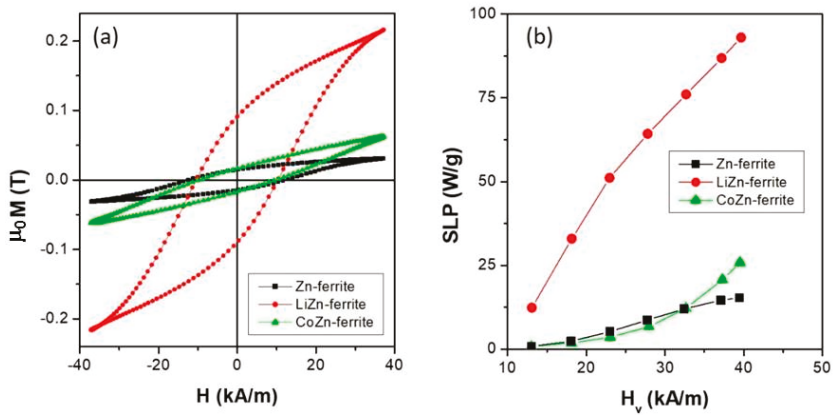 (a)
0.2
0.1
0.0
-0.1
-0.2
μ₀M (T)
Zn-ferrite
LiZn-ferrite
CoZn-ferrite
-40 -20 0 20 40
H (kA/m)
(b)
100
75
50
25
0
SLP (W/g)
Zn-ferrite
LiZn-ferrite
CoZn-ferrite
10 20 30 40 50
Hᵥ (kA/m)